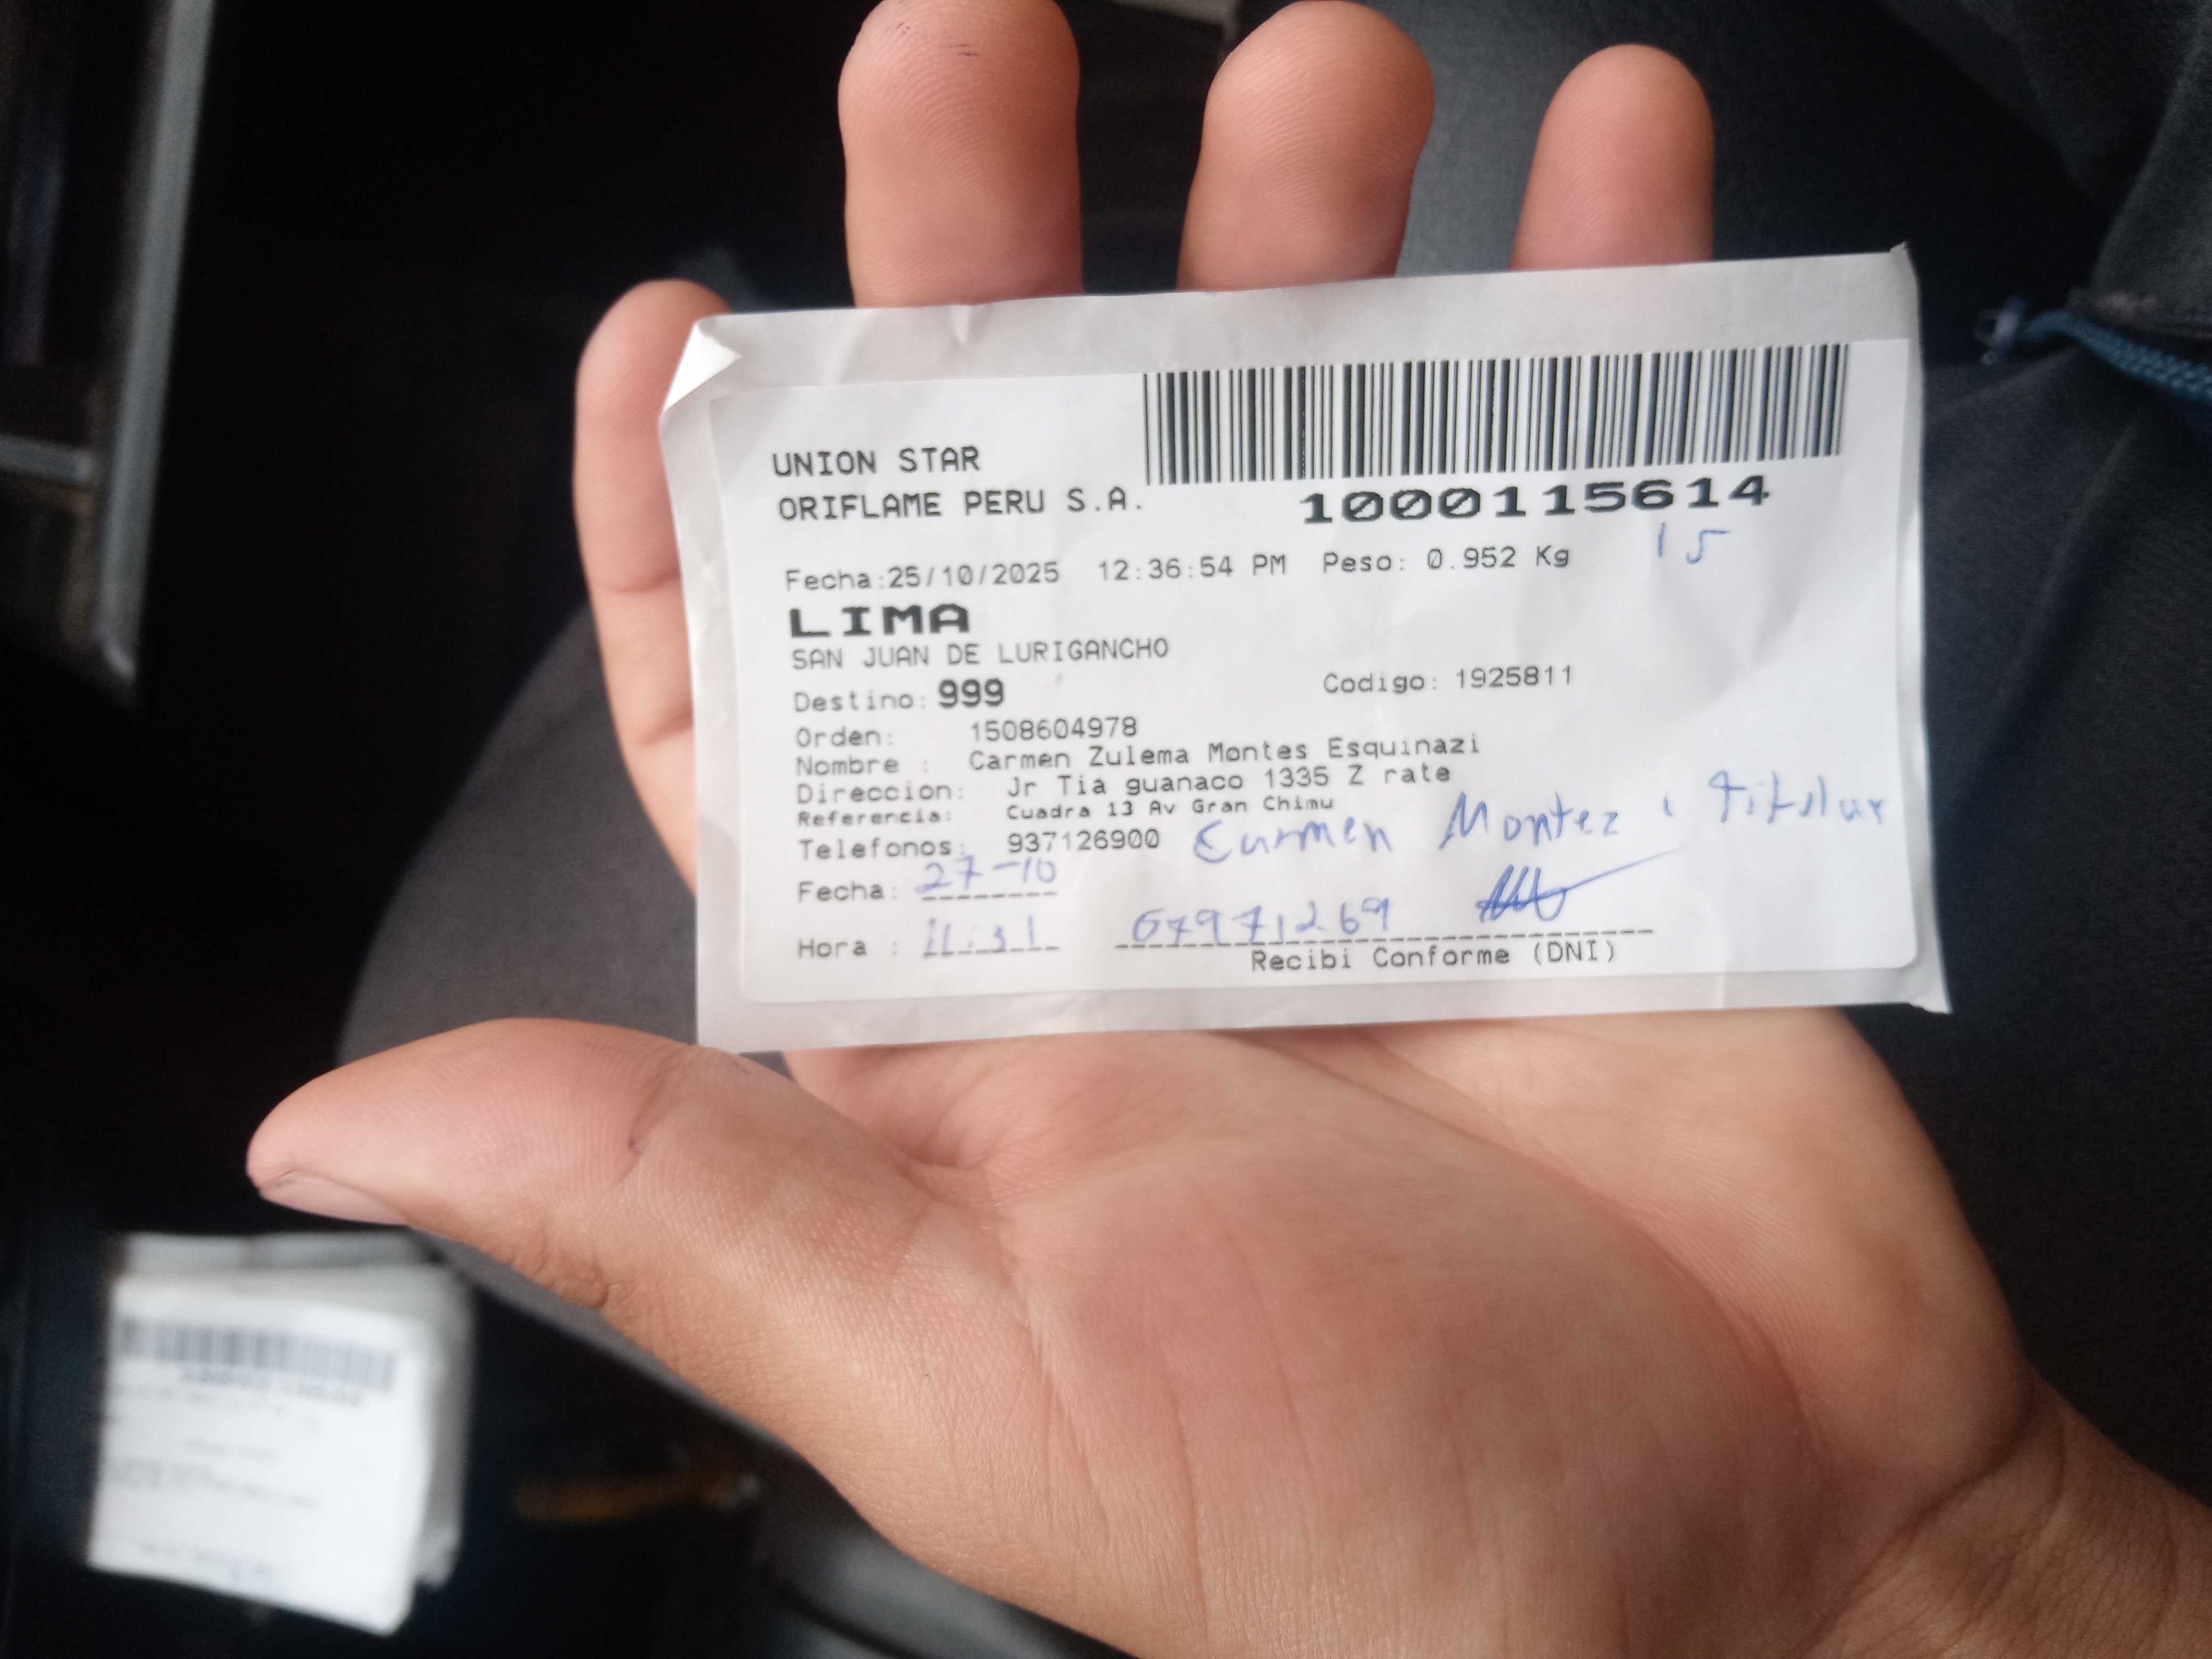 UNION STAR
ORIFLAME PERU S.A.
1000115614
15
Fecha:25/10/2025 12:36:54 PM Peso: 0.952 Kg
LIMA
SAN JUAN DE LURIGANCHO
Destino: 999 Codigo: 1925811
Orden: 1508604978
Nombre : Carmen Zulema Montes Esquinazi
Direccion: Jr Tia guanaco 1335 Z rate
Referencia: Cuadra 13 Av Gran Chimu
Telefonos: 937126900 Carmen Montez : titular
Fecha: 27-10
Hora : 11:31 67971269
Recibi Conforme (DNI)